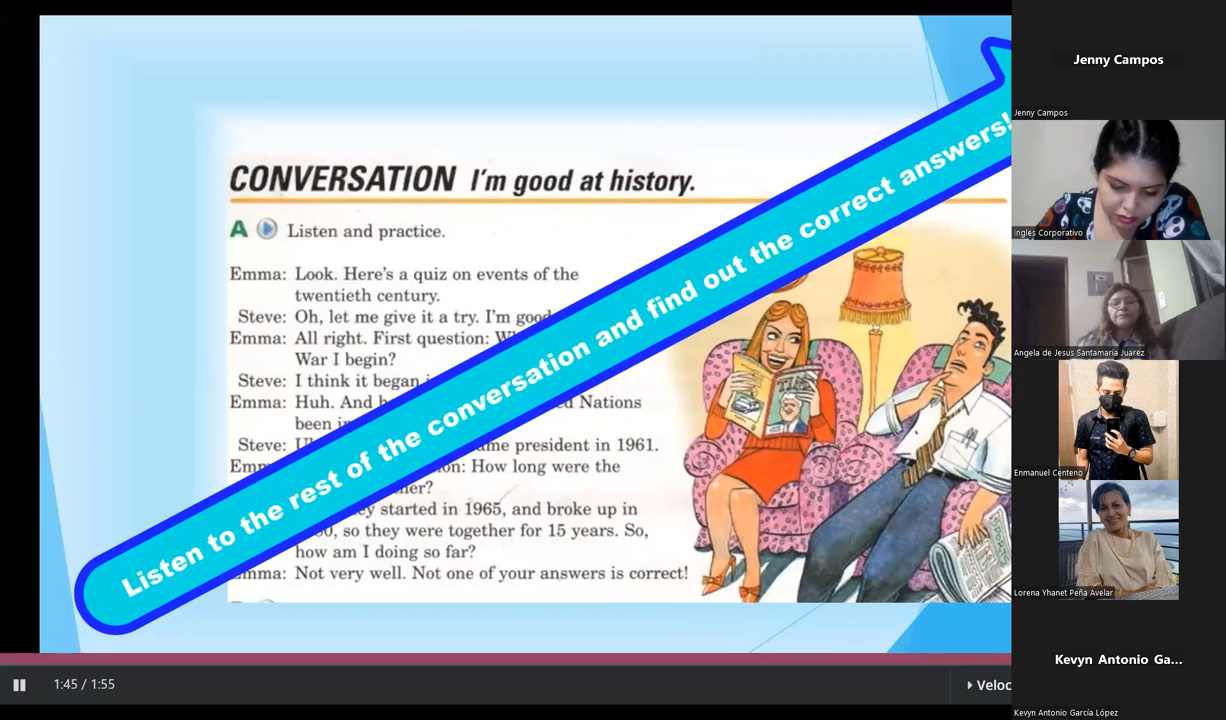 CONVERSATION I'm good at history.
A Listen and practice.
Emma: Look. Here's a quiz on events of the
twentieth century.
Steve: Oh, let me give it a try. I'm good
Emma: All right. First question:
War I begin?
Steve: I think it began
Emma: Huh. And Nations
been
Steve: president in 1961.
How long were the
started in 1965, and broke up in
so they were together for 15 years. So,
how am I doing so far?
Emma: Not very well. Not one of your answers is correct!
Listen to the rest of the conversation and find out the correct answers!
1:45 / 1:55
Veloc
Jenny Campos
Jenny Campos
Ingles Corporativo
Angela de Jesus Santamaria Juarez
Enmanuel Centeno
Lorena Yhanet Peña Avelar
Kevyn Antonio Ga...
Kevyn Antonio García López